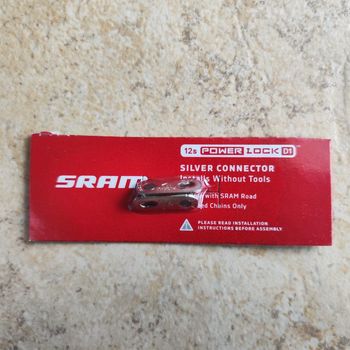 12s POWER LOCK D1
SRAM
SILVER CONNECTOR
Installs Without Tools
with SRAM Road
Chains Only
PLEASE READ INSTALLATION
INSTRUCTIONS BEFORE ASSEMBLY